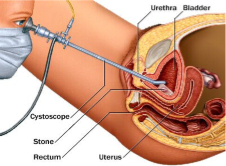 Urethra Bladder
Cystoscope
Stone
Rectum
Uterus